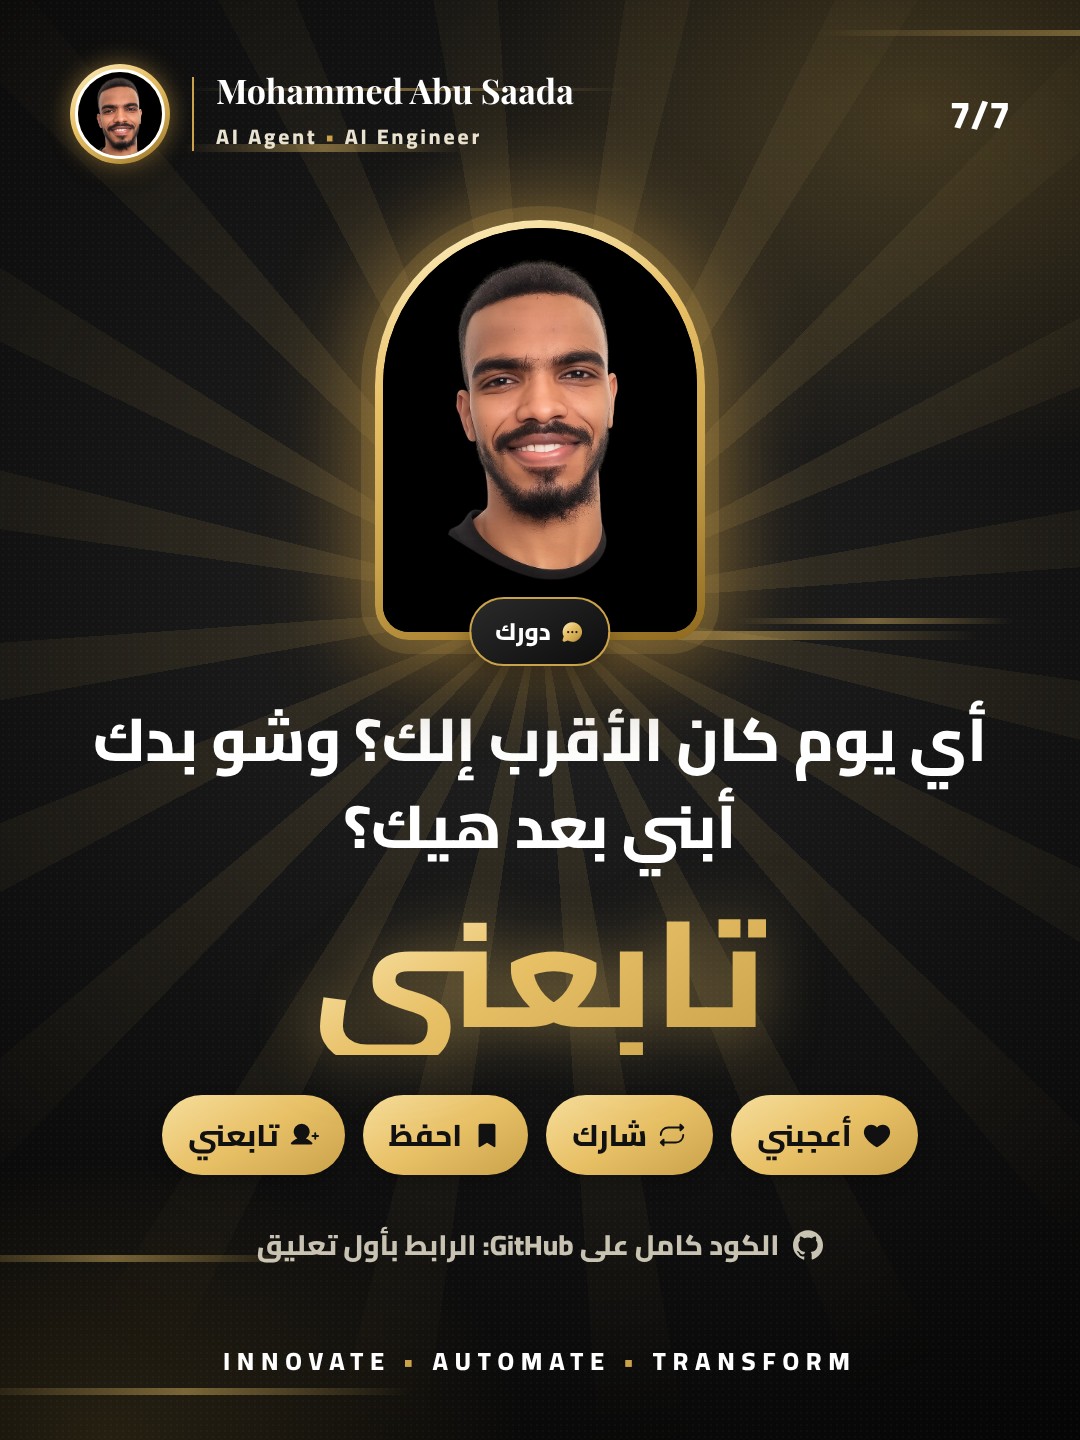 Mohammed Abu Saada
AI Agent ▪ AI Engineer
7/7
دورك
أي يوم كان الأقرب إلك؟ وشو بدك
أبني بعد هيك؟
تابعني
أعجبني
شارك
احفظ
تابعني
الكود كامل على GitHub: الرابط بأول تعليق
INNOVATE ▪ AUTOMATE ▪ TRANSFORM